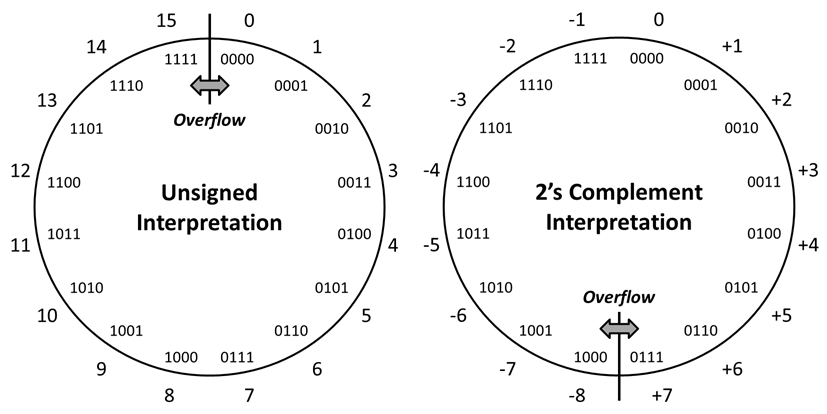 15 0
14 1111 0000 1
1110 0001
13 Overflow 2
1101 0010
12 3
1100 Unsigned 0011
Interpretation
1011 0100
11 4
1010 0101
10 5
1001 0110
9 1000 0111 6
8 7
-1 0
-2 1111 0000 +1
1110 0001
-3 +2
1101 0010
-4 +3
1100 2's Complement 0011
Interpretation
1011 0100
-5 +4
1010 Overflow 0101
-6 +5
1001 0110
-7 1000 0111 +6
-8 +7